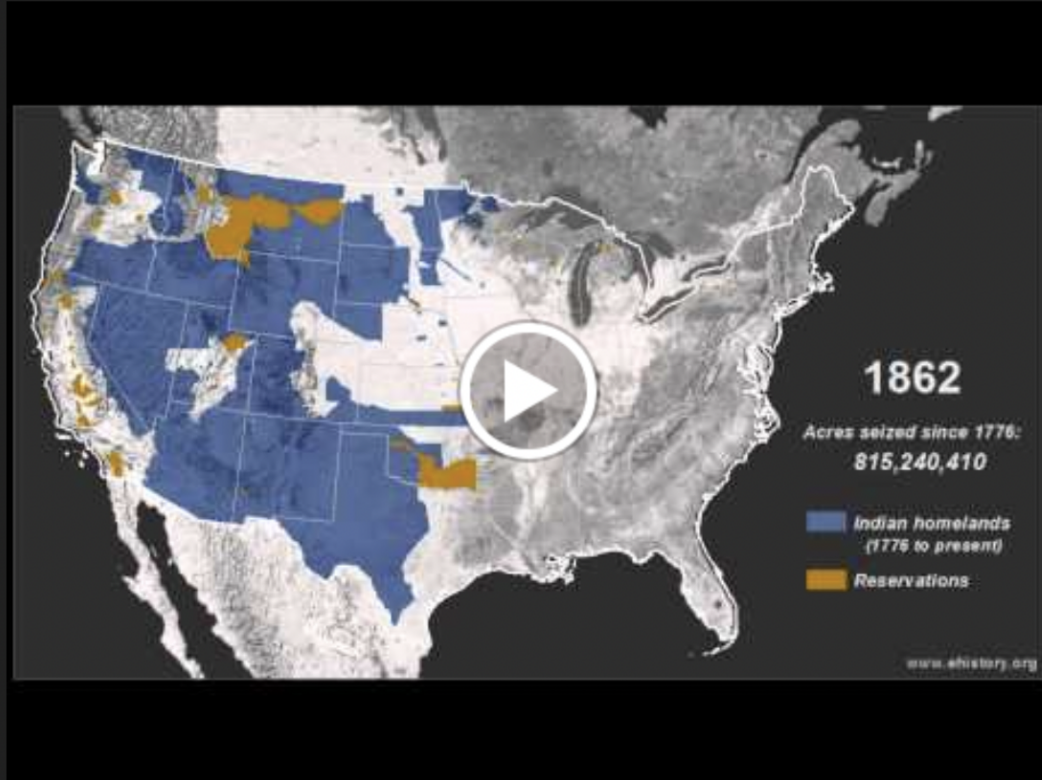 1862
Acres seized since 1776:
815,240,410
Indian homelands
(1776 to present)
Reservations
www.ehistory.org